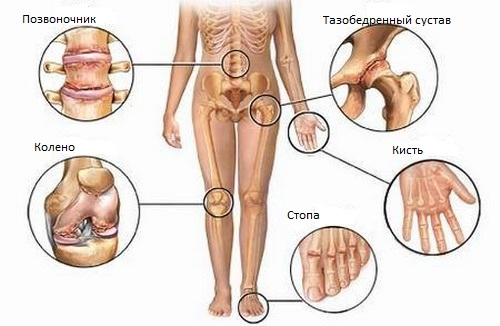 Позвоночник
Тазобедренный сустав
Колено
Кисть
Стопа